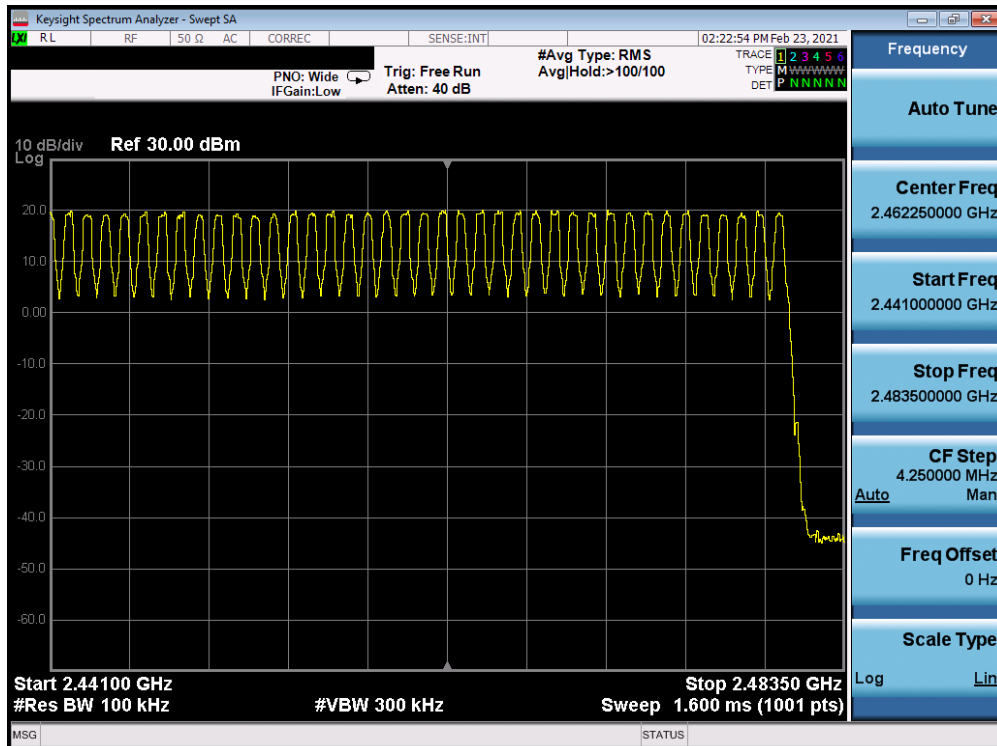 Keysight Spectrum Analyzer - Swept SA
LXI RL RF 50 Ω AC CORREC SENSE:INT 02:22:54 PM Feb 23, 2021
PNO: Wide
IFGain:Low
Trig: Free Run
Atten: 40 dB
#Avg Type: RMS
Avg|Hold:>100/100
TRACE 1 2 3 4 5 6
TYPE M WWWWW
DET P N N N N N
10 dB/div Ref 30.00 dBm
Log
20.0
10.0
0.00
-10.0
-20.0
-30.0
-40.0
-50.0
-60.0
Start 2.44100 GHz Stop 2.48350 GHz
#Res BW 100 kHz #VBW 300 kHz Sweep 1.600 ms (1001 pts)
MSG STATUS
Frequency
Auto Tune
Center Freq
2.462250000 GHz
Start Freq
2.441000000 GHz
Stop Freq
2.483500000 GHz
CF Step
4.250000 MHz
Auto Man
Freq Offset
0 Hz
Scale Type
Log Lin